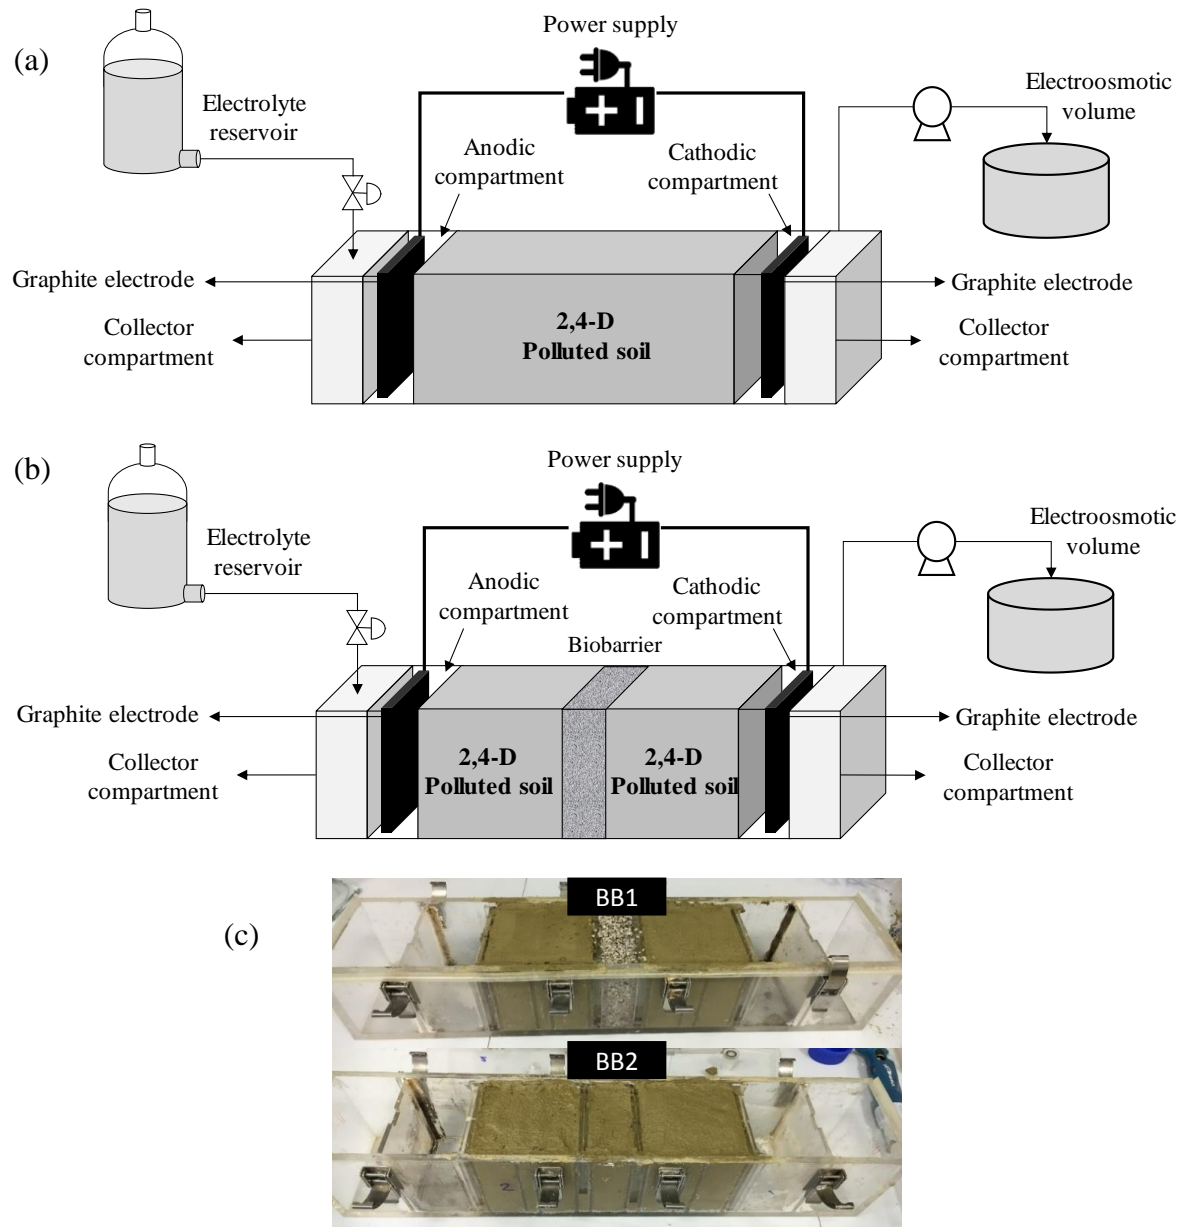 Power supply
(a)
Electrolyte
reservoir
Electroosmotic
volume
Anodic
compartment
Cathodic
compartment
Graphite electrode
Graphite electrode
Collector
compartment
2,4-D
Polluted soil
Collector
compartment
(b)
Power supply
Electrolyte
reservoir
Electroosmotic
volume
Anodic
compartment
Cathodic
compartment
Biobarrier
Graphite electrode
Graphite electrode
Collector
compartment
2,4-D
Polluted soil
2,4-D
Polluted soil
Collector
compartment
(c)
BB1
BB2
2